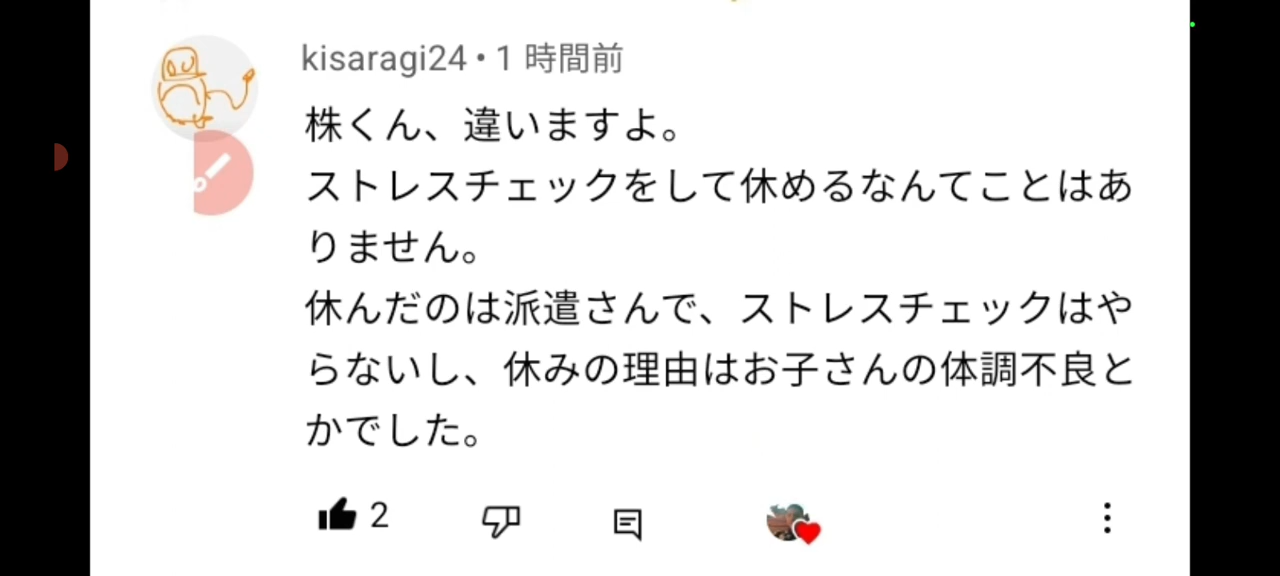 kisaragi24 • 1 時間前
株くん、違いますよ。
ストレスチェックをして休めるなんてことはあ
りません。
休んだのは派遣さんで、ストレスチェックはや
らないし、休みの理由はお子さんの体調不良と
かでした。
2